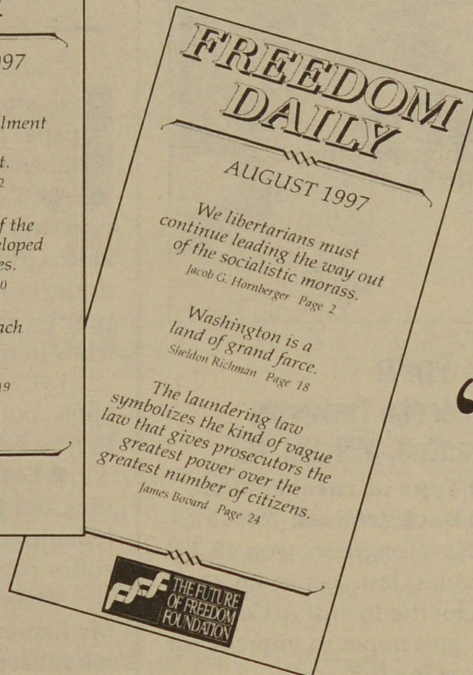 97
lment
t.
2
f the
eloped
es.
0
ach
19
FREEDOM
DAILY
AUGUST 1997
We libertarians must
continue leading the way out
of the socialistic morass.
Jacob G. Hornberger Page 2
Washington is a
land of grand farce.
Sheldon Richman Page 18
The laundering law
symbolizes the kind of vague
law that gives prosecutors the
greatest power over the
greatest number of citizens.
James Bovard Page 24
fff
THE FUTURE
OF FREEDOM
FOUNDATION
“